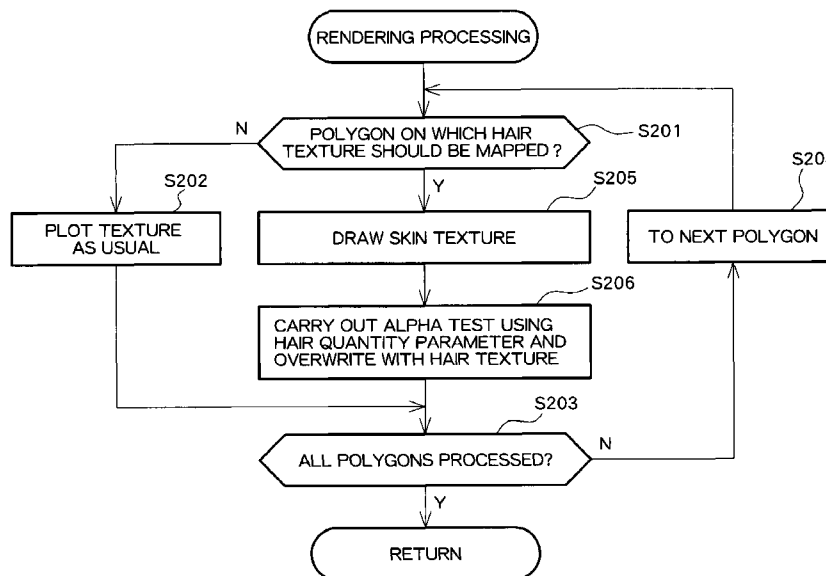 RENDERING PROCESSING
N
POLYGON ON WHICH HAIR
TEXTURE SHOULD BE MAPPED?
S201
Y
S202
PLOT TEXTURE
AS USUAL
S205
DRAW SKIN TEXTURE
TO NEXT POLYGON
S206
CARRY OUT ALPHA TEST USING
HAIR QUANTITY PARAMETER AND
OVERWRITE WITH HAIR TEXTURE
S203
ALL POLYGONS PROCESSED?
N
Y
RETURN